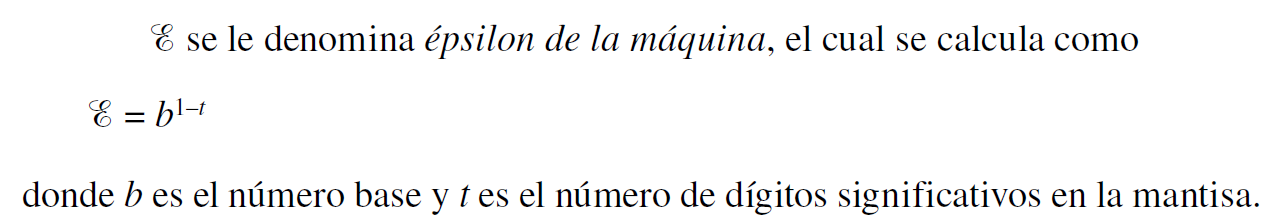 ℰ se le denomina épsilon de la máquina, el cual se calcula como
ℰ = b¹⁻ᵗ
donde b es el número base y t es el número de dígitos significativos en la mantisa.